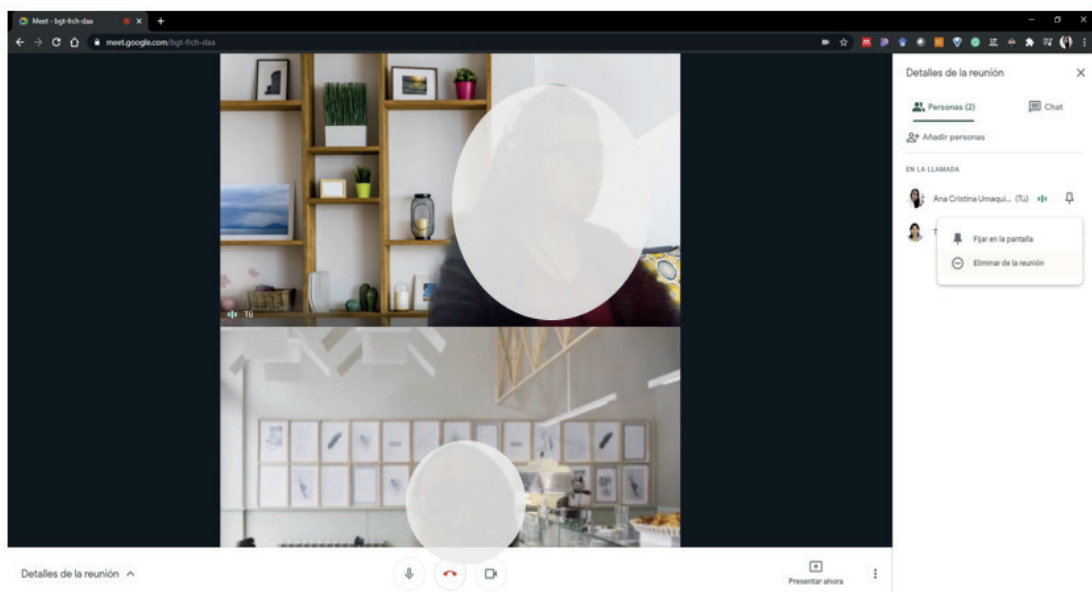 Meet - bgt-frch-daa
meet.google.com/bgt-frch-daa
Detalles de la reunión
Personas (2)
Chat
Añadir personas
EN LA LLAMADA
Ana Cristina Umaqui... (Tú)
T
Fijar en la pantalla
Eliminar de la reunión
Tú
Detalles de la reunión
Presentar ahora